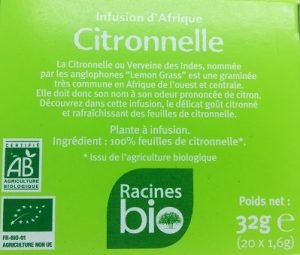 Infusion d'Afrique
Citronnelle
La Citronnelle ou Verveine des Indes, nommée
par les anglophones "Lemon Grass" est une graminée
très commune en Afrique de l'ouest et centrale.
Elle doit donc son nom à son odeur prononcée de citron.
Découvrez dans cette infusion, le délicat goût citronné
et rafraîchissant des feuilles de citronnelle.
Plante à infusion.
Ingrédient : 100% feuilles de citronnelle*.
* Issu de l'agriculture biologique
CERTIFIÉ
AB
AGRICULTURE
BIOLOGIQUE
FR-BIO-01
AGRICULTURE NON UE
Racines
bio
Poids net :
32g e
(20 x 1,6g)